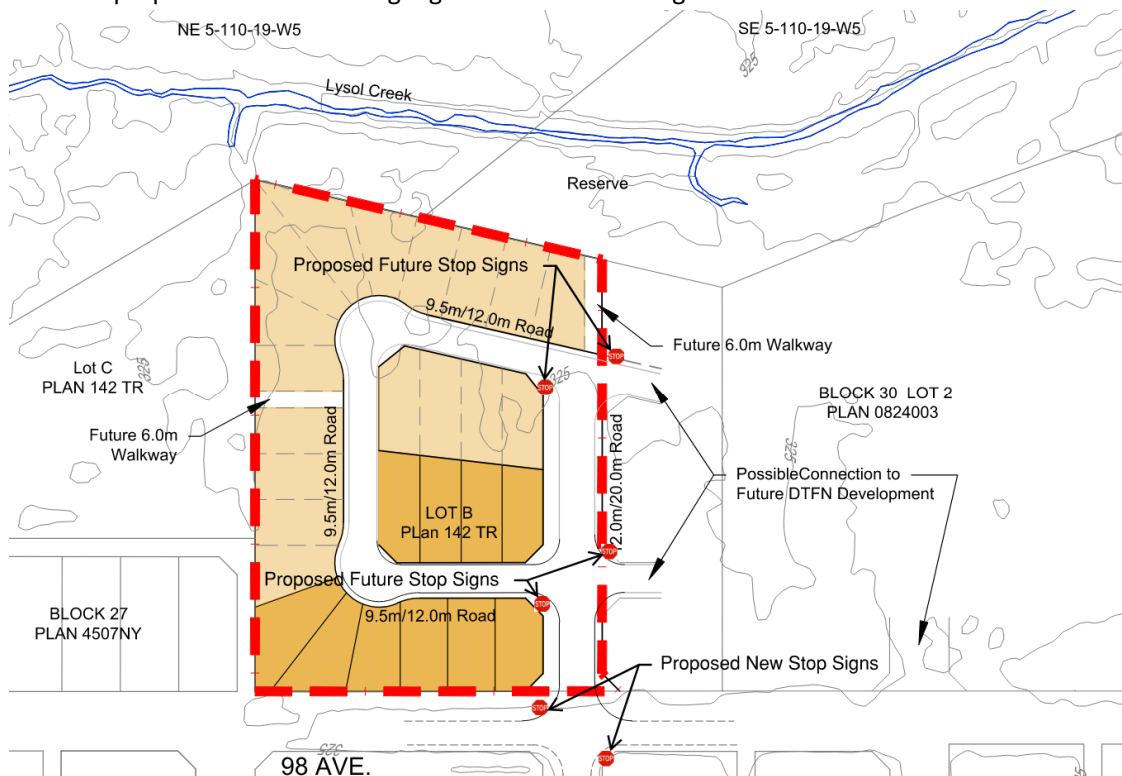 NE 5-110-19-W5
SE 5-110-19-W5
325
Lysol Creek
Reserve
Proposed Future Stop Signs
9.5m/12.0m Road
STOP
Future 6.0m Walkway
Lot C
PLAN 142 TR
325
325
STOP
BLOCK 30 LOT 2
PLAN 0824003
Future 6.0m
Walkway
9.5m/12.0m Road
12.0m/20.0m Road
325
PossibleConnection to
Future DTFN Development
LOT B
Plan 142 TR
STOP
Proposed Future Stop Signs
STOP
9.5m/12.0m Road
BLOCK 27
PLAN 4507NY
Proposed New Stop Signs
STOP
325
STOP
98 AVE.